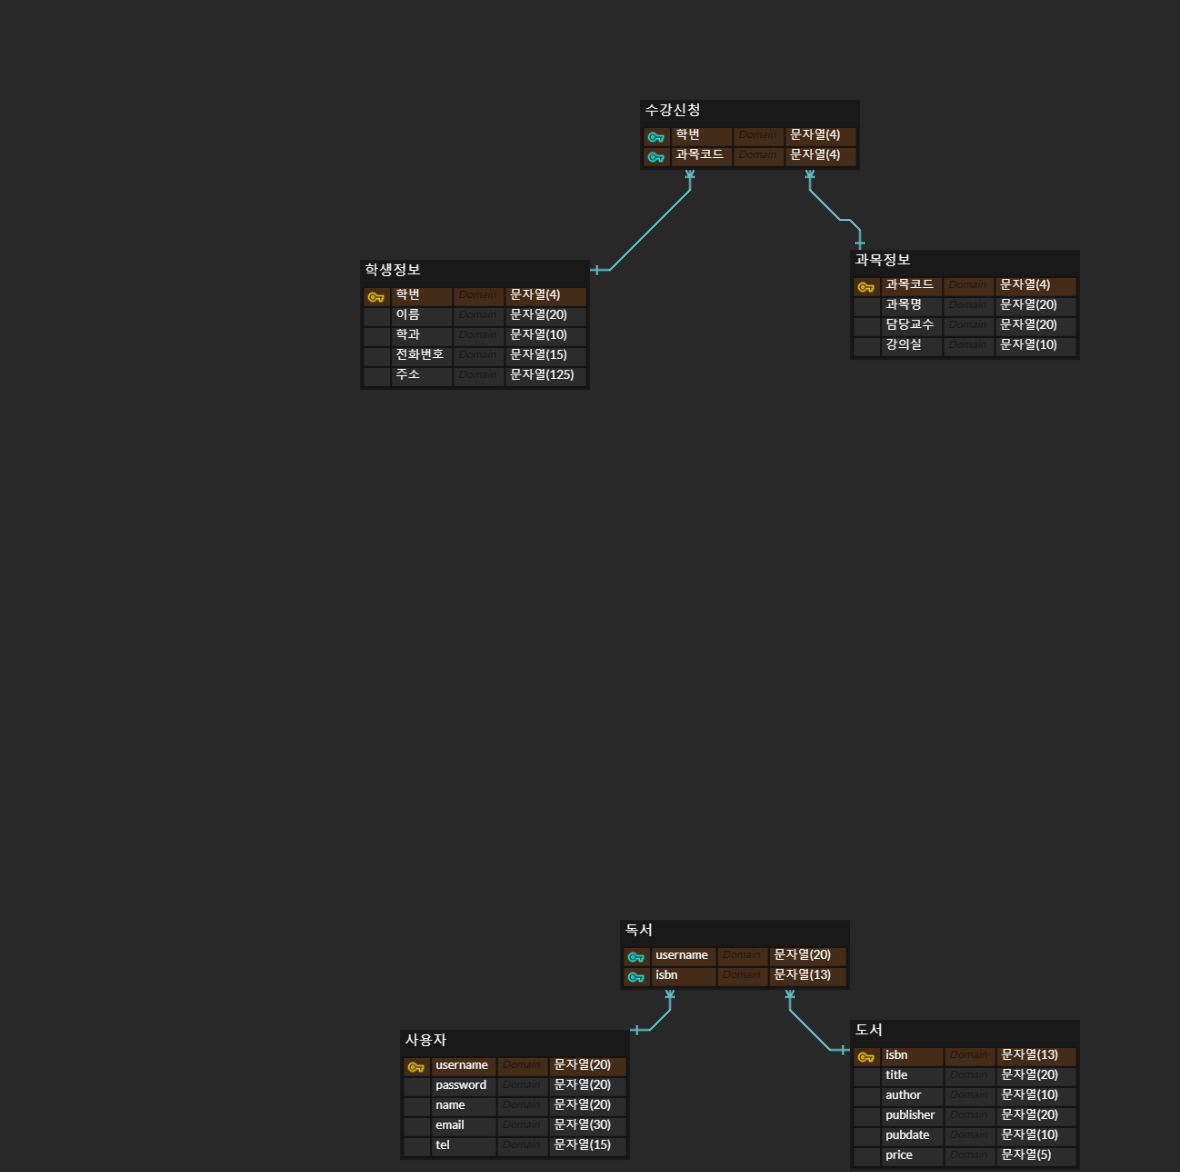 수강신청
학번 Domain 문자열(4)
과목코드 Domain 문자열(4)
학생정보
학번 Domain 문자열(4)
이름 Domain 문자열(20)
학과 Domain 문자열(10)
전화번호 Domain 문자열(15)
주소 Domain 문자열(125)
과목정보
과목코드 Domain 문자열(4)
과목명 Domain 문자열(20)
담당교수 Domain 문자열(20)
강의실 Domain 문자열(10)
독서
username Domain 문자열(20)
isbn Domain 문자열(13)
사용자
username Domain 문자열(20)
password Domain 문자열(20)
name Domain 문자열(20)
email Domain 문자열(30)
tel Domain 문자열(15)
도서
isbn Domain 문자열(13)
title Domain 문자열(20)
author Domain 문자열(10)
publisher Domain 문자열(20)
pubdate Domain 문자열(10)
price Domain 문자열(5)